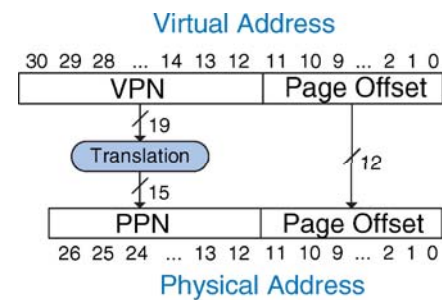 Virtual Address
30 29 28 ... 14 13 12 11 10 9 ... 2 1 0
VPN Page Offset
19
Translation
12
15
PPN Page Offset
26 25 24 ... 13 12 11 10 9 ... 2 1 0
Physical Address